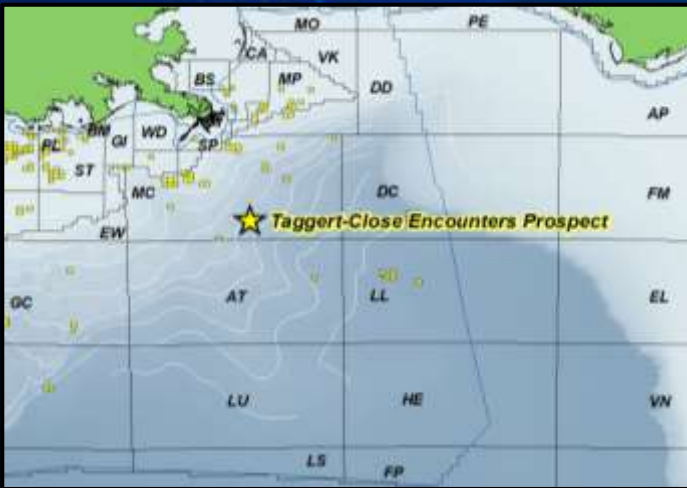 MO
PE
CA
VK
BS
MP
DD
AP
BM
PL
GI
WD
SP
ST
MC
DC
FM
Taggert-Close Encounters Prospect
EW
GC
AT
LL
EL
LU
HE
VN
LS
FP